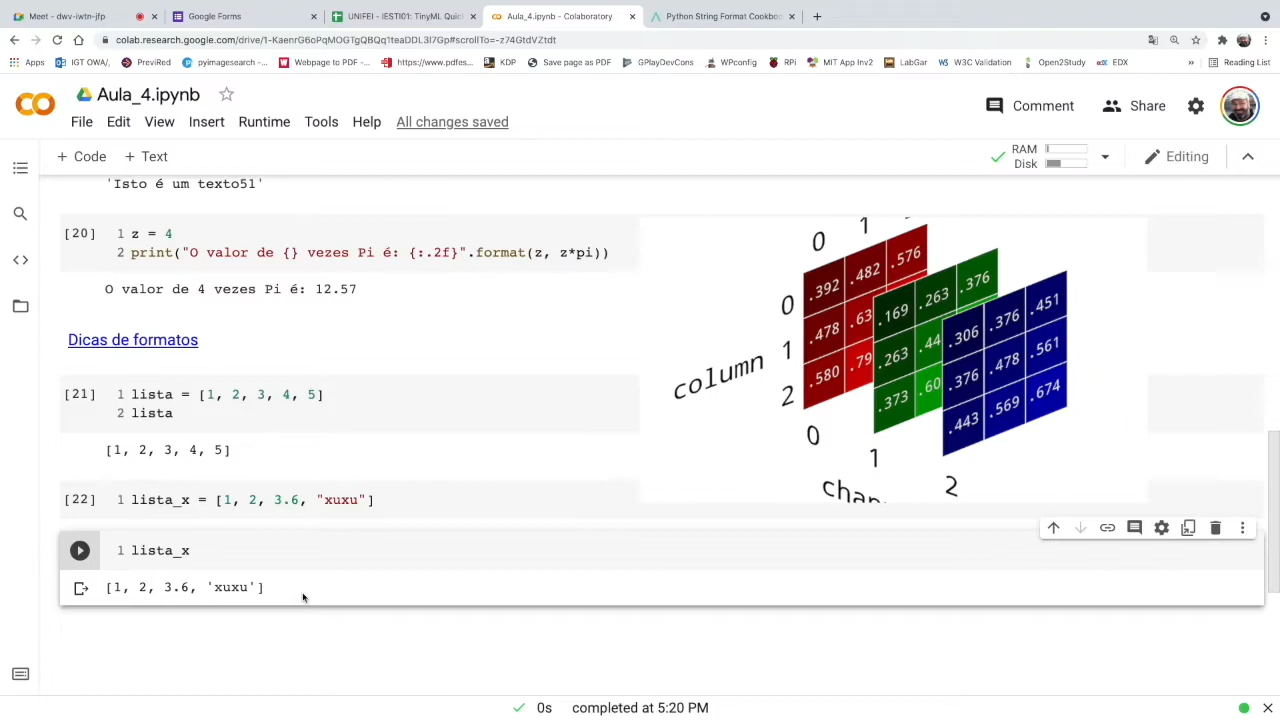 Meet - dwv-iwtn-jfp
Google Forms
UNIFEI - IESTI01: TinyML Quic
Aula_4.ipynb - Colaboratory
Python String Format Cookboo
colab.research.google.com/drive/1-KaenrG6oPqMOGTgQBQq1teaDDL3I7Gp#scrollTo=-z74GtdVZtdt
Apps
IGT OWA/,
PreviRed
pyimagesearch -...
Webpage to PDF -...
https://www.pdfes...
KDP
Save page as PDF
GPlayDevCons
WPconfig
RPi
MIT App Inv2
LabGar
W3C Validation
Open2Study
EDX
»
Reading List
Aula_4.ipynb
Comment
Share
File
Edit
View
Insert
Runtime
Tools
Help
All changes saved
+ Code
+ Text
RAM
Disk
Editing
'Isto é um texto51'
[20]
1 z = 4
2 print("O valor de {} vezes Pi é: {:.2f}".format(z, z*pi))
O valor de 4 vezes Pi é: 12.57
Dicas de formatos
[21]
1 lista = [1, 2, 3, 4, 5]
2 lista
[1, 2, 3, 4, 5]
[22]
1 lista_x = [1, 2, 3.6, "xuxu"]
1 lista_x
[1, 2, 3.6, 'xuxu']
0 1
0 1 2
column
.392 .482 .576
.478 .63
.580 .79
.169 .263 .376
.263 .44
.373 .60
.306 .376 .451
.376 .478 .561
.443 .569 .674
0 1 2
0s
completed at 5:20 PM